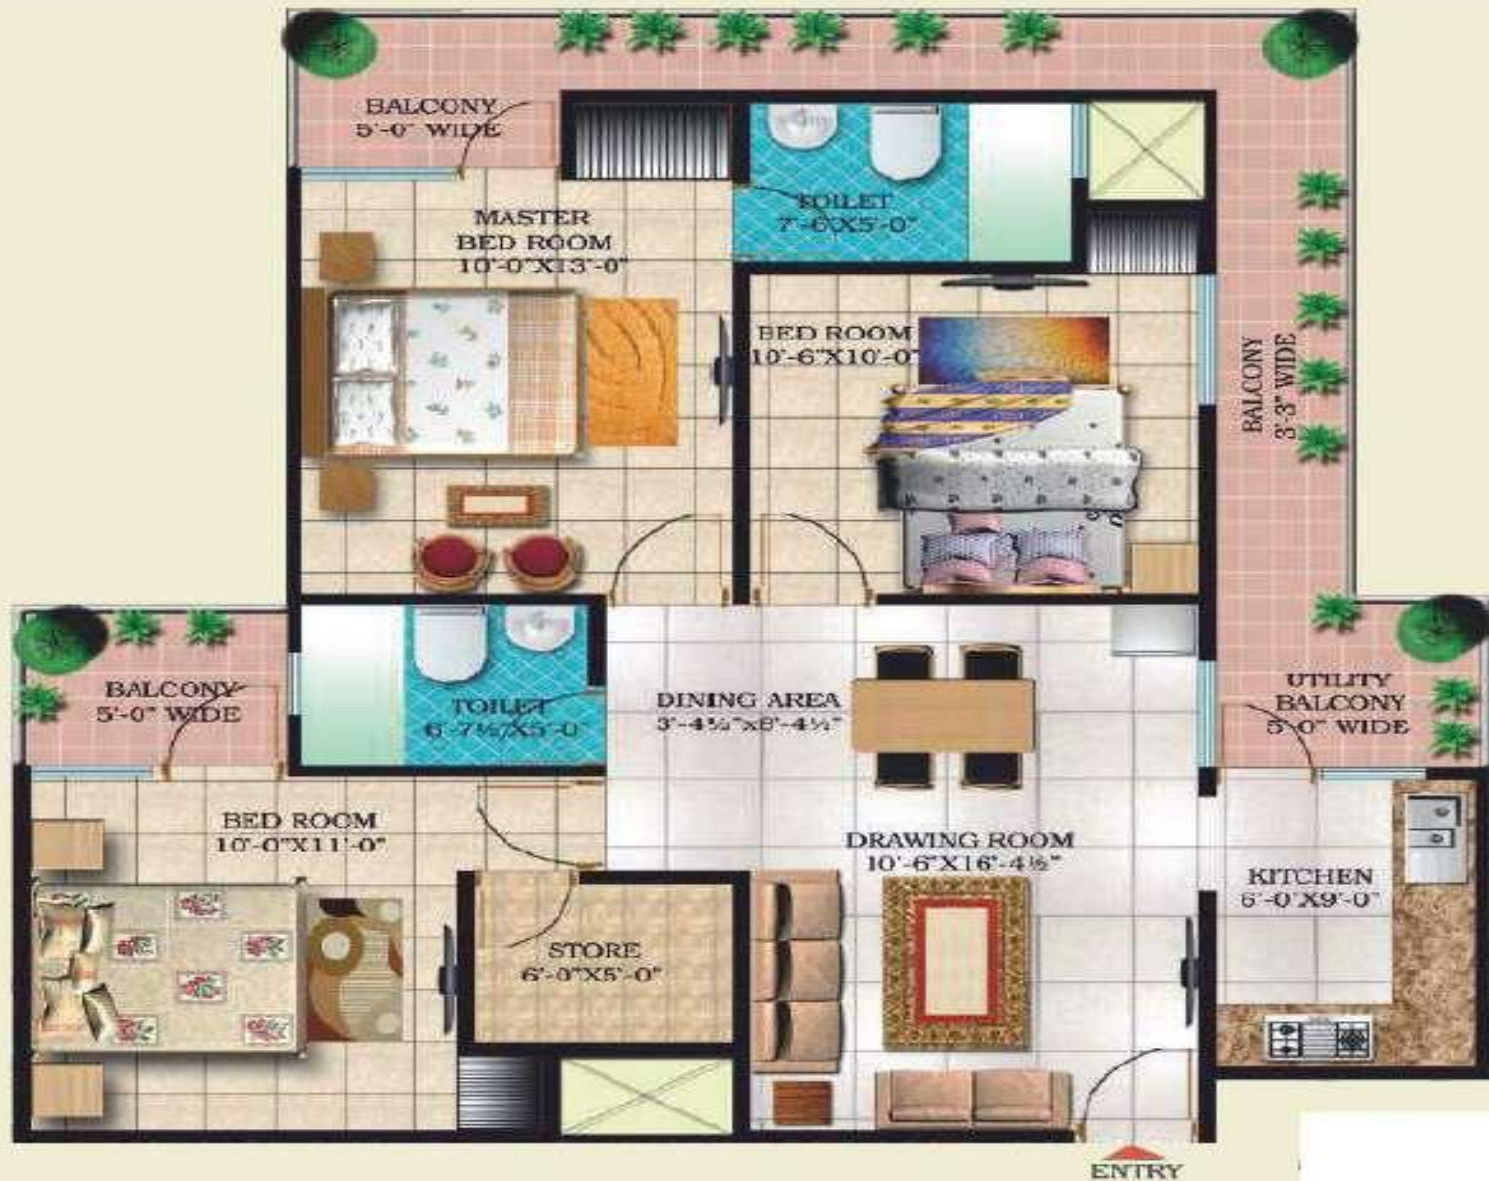 BALCONY
5'-0" WIDE
TOILET
7'-6"X5'-0"
MASTER
BED ROOM
10'-0"X13'-0"
BED ROOM
10'-6"X10'-0"
BALCONY
3'-3" WIDE
BALCONY
5'-0" WIDE
TOILET
6'-7½"X5'-0
DINING AREA
3'-4½"x8'-4½"
UTILITY
BALCONY
5'-0" WIDE
BED ROOM
10'-0"X11'-0"
DRAWING ROOM
10'-6"X16'-4½"
KITCHEN
6'-0"X9'-0"
STORE
6'-0"X5'-0"
ENTRY